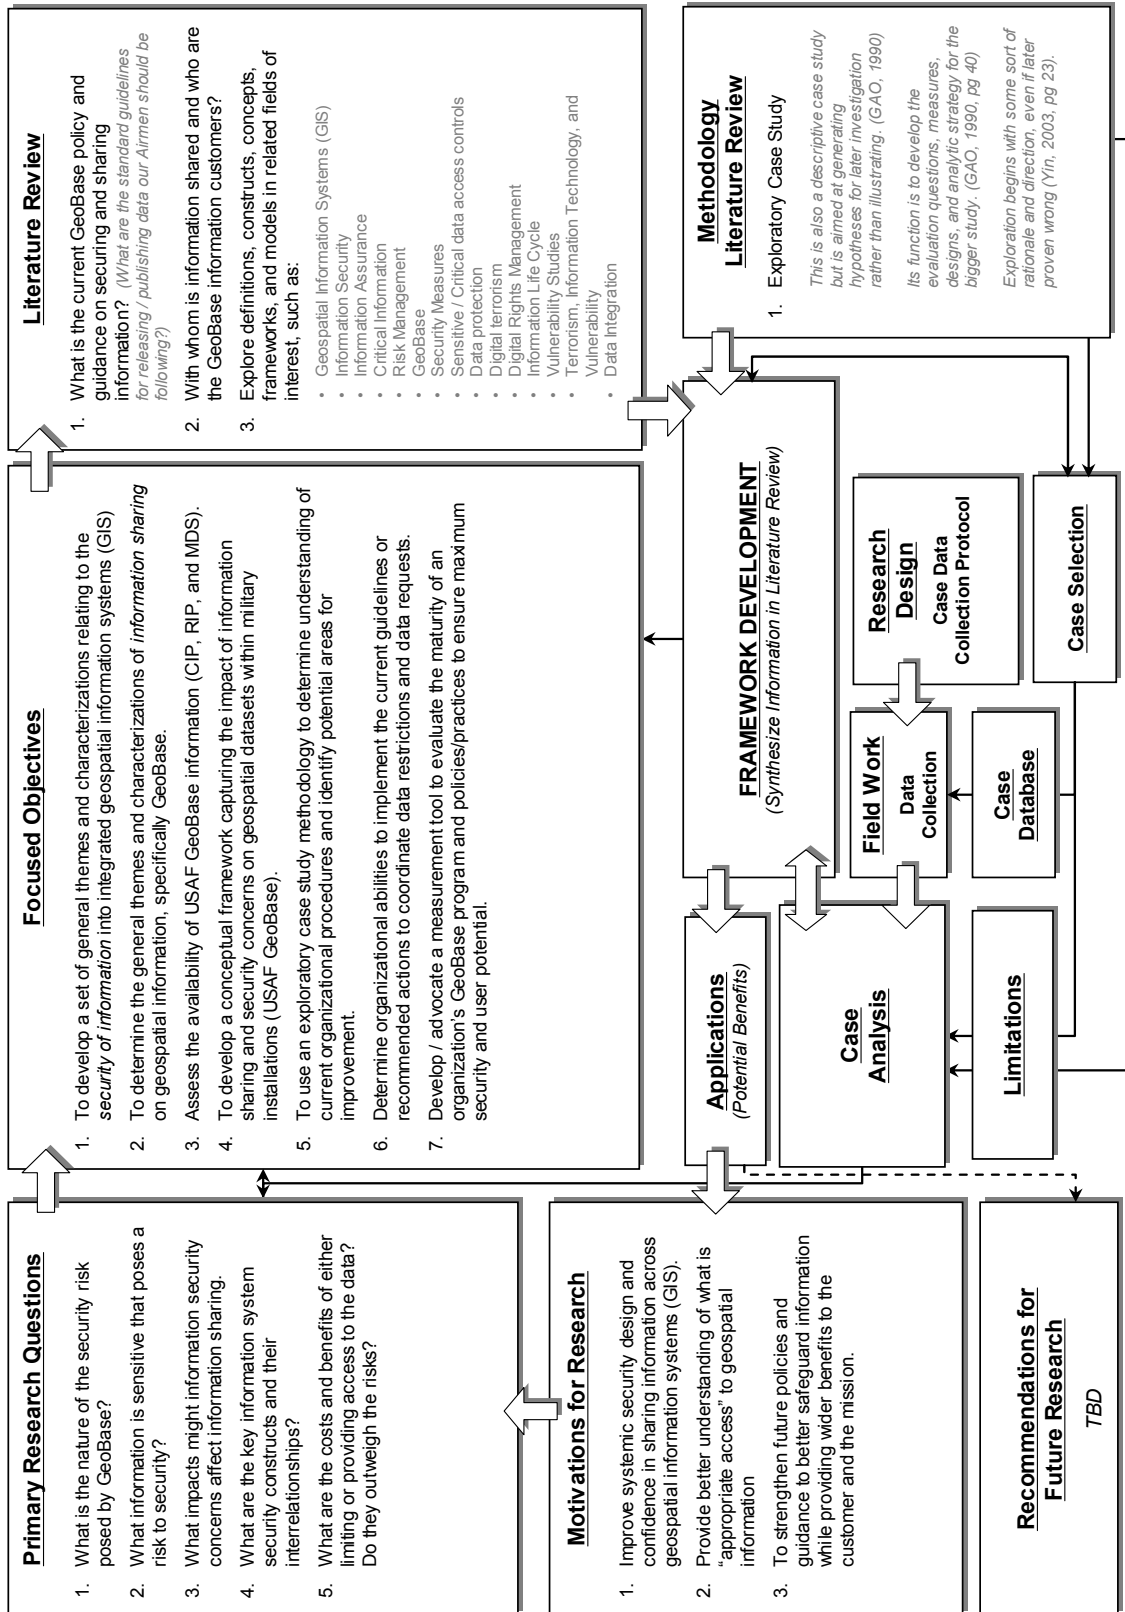 Primary Research Questions
1. What is the nature of the security risk
posed by GeoBase?
2. What information is sensitive that poses a
risk to security?
3. What impacts might information security
concerns affect information sharing.
4. What are the key information system
security constructs and their
interrelationships?
5. What are the costs and benefits of either
limiting or providing access to the data?
Do they outweigh the risks?
Focused Objectives
1. To develop a set of general themes and characterizations relating to the
security of information into integrated geospatial information systems (GIS)
2. To determine the general themes and characterizations of information sharing
on geospatial information, specifically GeoBase.
3. Assess the availability of USAF GeoBase information (CIP, RIP, and MDS).
4. To develop a conceptual framework capturing the impact of information
sharing and security concerns on geospatial datasets within military
installations (USAF GeoBase).
5. To use an exploratory case study methodology to determine understanding of
current organizational procedures and identify potential areas for
improvement.
6. Determine organizational abilities to implement the current guidelines or
recommended actions to coordinate data restrictions and data requests.
7. Develop / advocate a measurement tool to evaluate the maturity of an
organization's GeoBase program and policies/practices to ensure maximum
security and user potential.
Literature Review
1. What is the current GeoBase policy and
guidance on securing and sharing
information? (What are the standard guidelines
for releasing / publishing data our Airmen should be
following?)
2. With whom is information shared and who are
the GeoBase information customers?
3. Explore definitions, constructs, concepts,
frameworks, and models in related fields of
interest, such as:
• Geospatial Information Systems (GIS)
• Information Security
• Information Assurance
• Critical Information
• Risk Management
• GeoBase
• Security Measures
• Sensitive / Critical data access controls
• Data protection
• Digital terrorism
• Digital Rights Management
• Information Life Cycle
• Vulnerability Studies
• Terrorism, Information Technology, and
Vulnerability
• Data Integration
Motivations for Research
1. Improve systemic security design and
confidence in sharing information across
geospatial information systems (GIS).
2. Provide better understanding of what is
“appropriate access” to geospatial
information
3. To strengthen future policies and
guidance to better safeguard information
while providing wider benefits to the
customer and the mission.
Applications
(Potential Benefits)
FRAMEWORK DEVELOPMENT
(Synthesize Information in Literature Review)
Methodology
Literature Review
1. Exploratory Case Study
This is also a descriptive case study
but is aimed at generating
hypotheses for later investigation
rather than illustrating. (GAO, 1990)
Its function is to develop the
evaluation questions, measures,
designs, and analytic strategy for the
bigger study. (GAO, 1990, pg 40)
Exploration begins with some sort of
rationale and direction, even if later
proven wrong (Yin, 2003, pg 23).
Case
Analysis
Field Work
Data
Collection
Research
Design
Case Data
Collection Protocol
Recommendations for
Future Research
TBD
Limitations
Case
Database
Case Selection